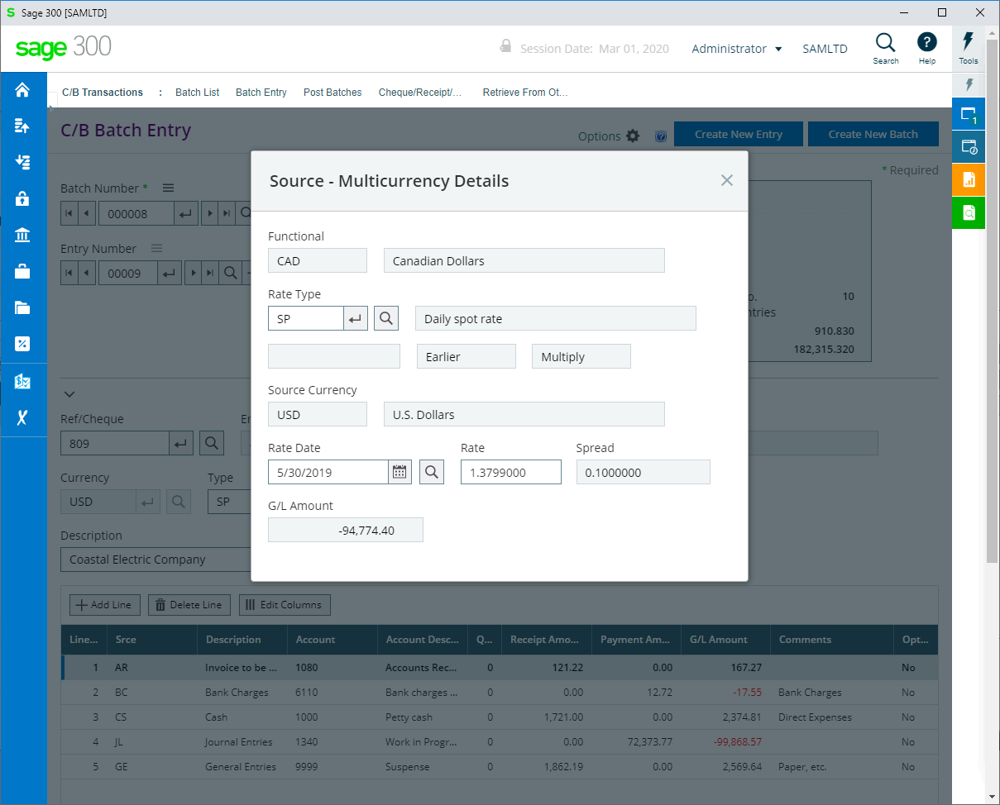 S Sage 300 [SAMLTD]
sage 300
Session Date: Mar 01, 2020
Administrator
SAMLTD
Search
? Help
Tools
C/B Transactions : Batch List Batch Entry Post Batches Cheque/Receipt/... Retrieve From Ot...
C/B Batch Entry
Options
?
Create New Entry
Create New Batch
1
* Required
Batch Number *
000008
Entry Number
00009
10
ntries
910.830
182,315.320
Source - Multicurrency Details
Functional
CAD Canadian Dollars
Rate Type
SP Daily spot rate
Earlier Multiply
Source Currency
USD U.S. Dollars
Rate Date Rate Spread
5/30/2019 1.3799000 0.1000000
G/L Amount
-94,774.40
Ref/Cheque
809
Currency Type
USD SP
Description
Coastal Electric Company
Add Line Delete Line Edit Columns
Line... Srce Description Account Account Desc... Q... Receipt Amo... Payment Am... G/L Amount Comments Opt...
1 AR Invoice to be ... 1080 Accounts Rec... 0 121.22 0.00 167.27 No
2 BC Bank Charges 6110 Bank charges ... 0 0.00 12.72 -17.55 Bank Charges No
3 CS Cash 1000 Petty cash 0 1,721.00 0.00 2,374.81 Direct Expenses No
4 JL Journal Entries 1340 Work in Progr... 0 0.00 72,373.77 -99,868.57 No
5 GE General Entries 9999 Suspense 0 1,862.19 0.00 2,569.64 Paper, etc. No